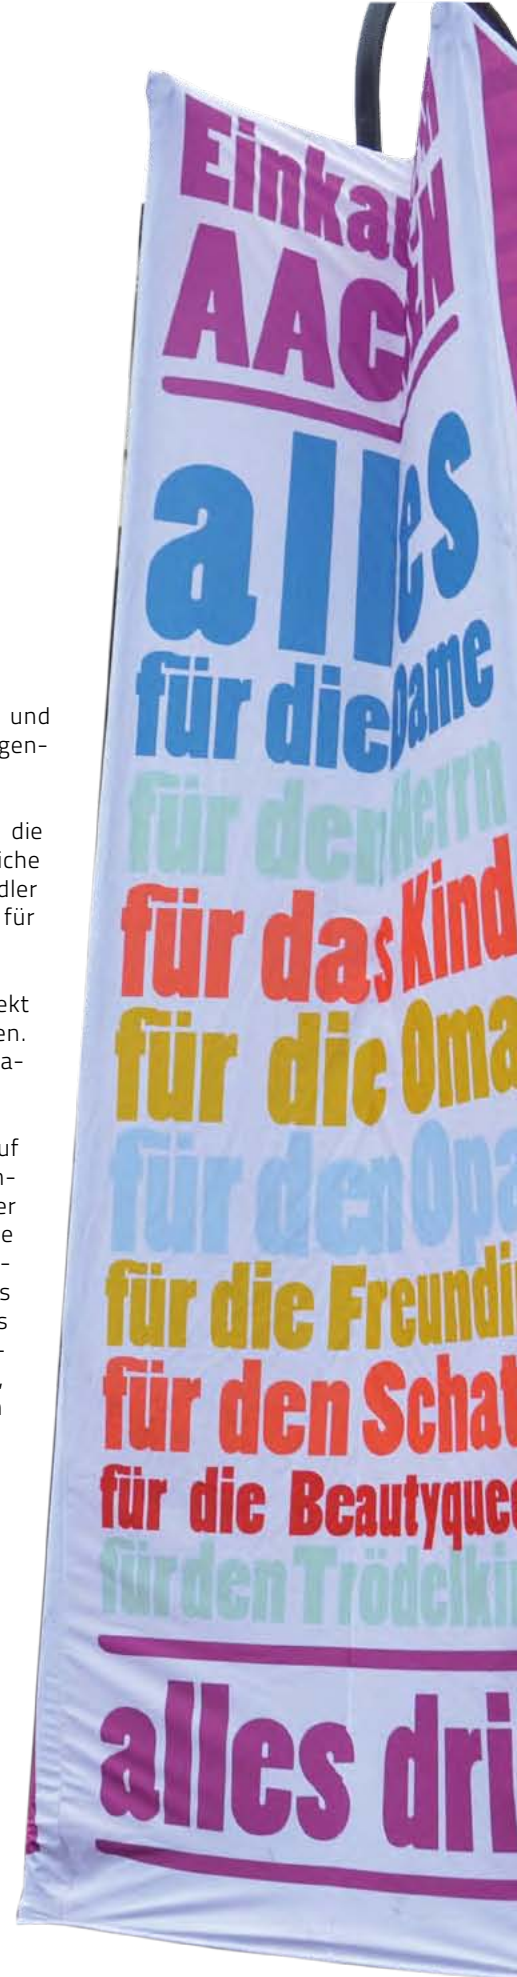 und
gen-
die
iche
dler
für
ekt
en.
a-
uf
n-
er
e
-
s
s
-
,
Einka
AAC EN
alles
für die Dame
für den Herrn
für das Kind
für die Oma
für den Opa
für die Freundi
für den Schat
für die Beautyquee
für den Trödelki
alles dri